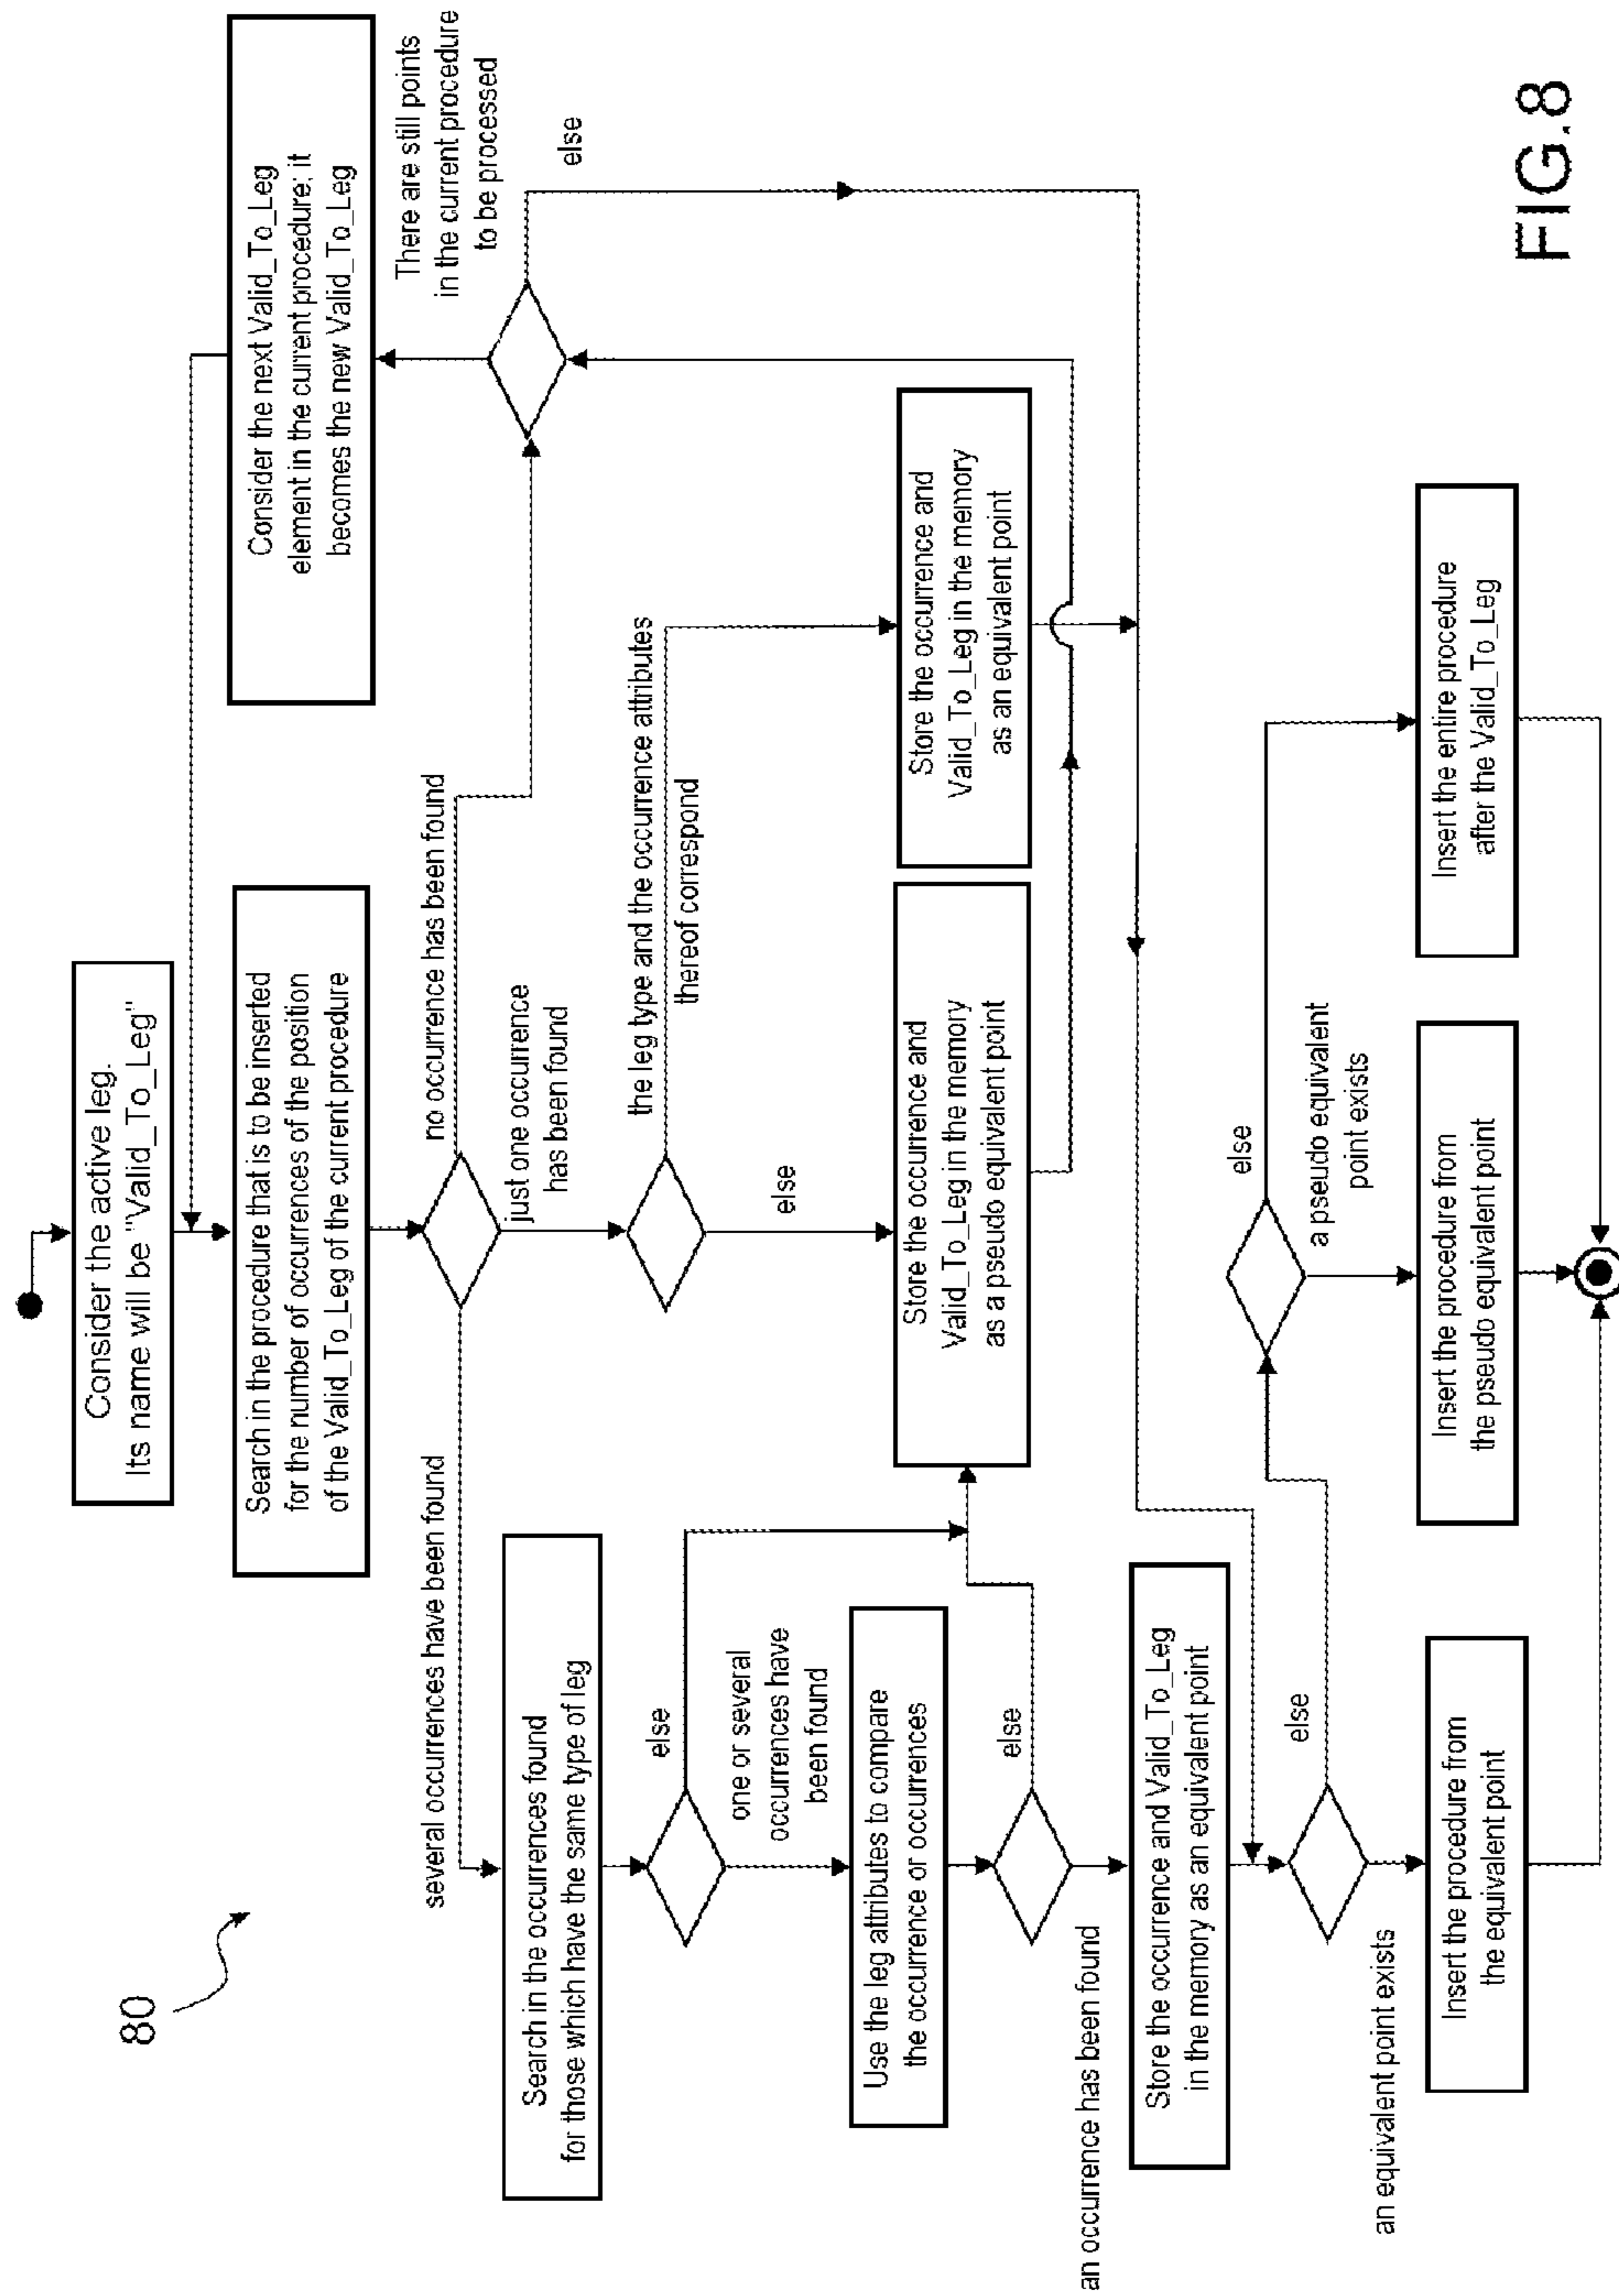 80
Consider the active leg.
Its name will be "Valid_To_Leg"
Search in the procedure that is to be inserted
for the number of occurrences of the position
of the Valid_To_Leg of the current procedure
Consider the next Valid_To_Leg
element in the current procedure; it
becomes the new Valid_To_Leg
several occurrences have been found
no occurrence has been found
just one occurrence
has been found
There are still points
in the current procedure
to be processed
else
Search in the occurrences found
for those which have the same type of leg
the leg type and the occurrence attributes
thereof correspond
else
else
one or several
occurrences have
been found
Use the leg attributes to compare
the occurrence or occurrences
Store the occurrence and
Valid_To_Leg in the memory
as a pseudo equivalent point
Store the occurrence and
Valid_To_Leg in the memory
as an equivalent point
else
an occurrence has been found
Store the occurrence and Valid_To_Leg
in the memory as an equivalent point
else
an equivalent point exists
else
a pseudo equivalent
point exists
Insert the procedure from
the equivalent point
Insert the procedure from
the pseudo equivalent point
Insert the entire procedure
after the Valid_To_Leg
FIG.8